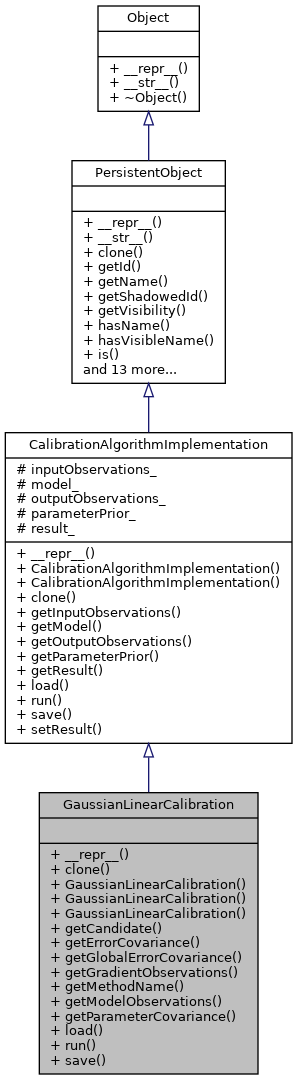 Object
+ __repr__()
+ __str__()
+ ~Object()
PersistentObject
+ __repr__()
+ __str__()
+ clone()
+ getId()
+ getName()
+ getShadowedId()
+ getVisibility()
+ hasName()
+ hasVisibleName()
+ is()
and 13 more...
CalibrationAlgorithmImplementation
# inputObservations_
# model_
# outputObservations_
# parameterPrior_
# result_
+ __repr__()
+ CalibrationAlgorithmImplementation()
+ CalibrationAlgorithmImplementation()
+ clone()
+ getInputObservations()
+ getModel()
+ getOutputObservations()
+ getParameterPrior()
+ getResult()
+ load()
+ run()
+ save()
+ setResult()
GaussianLinearCalibration
+ __repr__()
+ clone()
+ GaussianLinearCalibration()
+ GaussianLinearCalibration()
+ GaussianLinearCalibration()
+ getCandidate()
+ getErrorCovariance()
+ getGlobalErrorCovariance()
+ getGradientObservations()
+ getMethodName()
+ getModelObservations()
+ getParameterCovariance()
+ load()
+ run()
+ save()